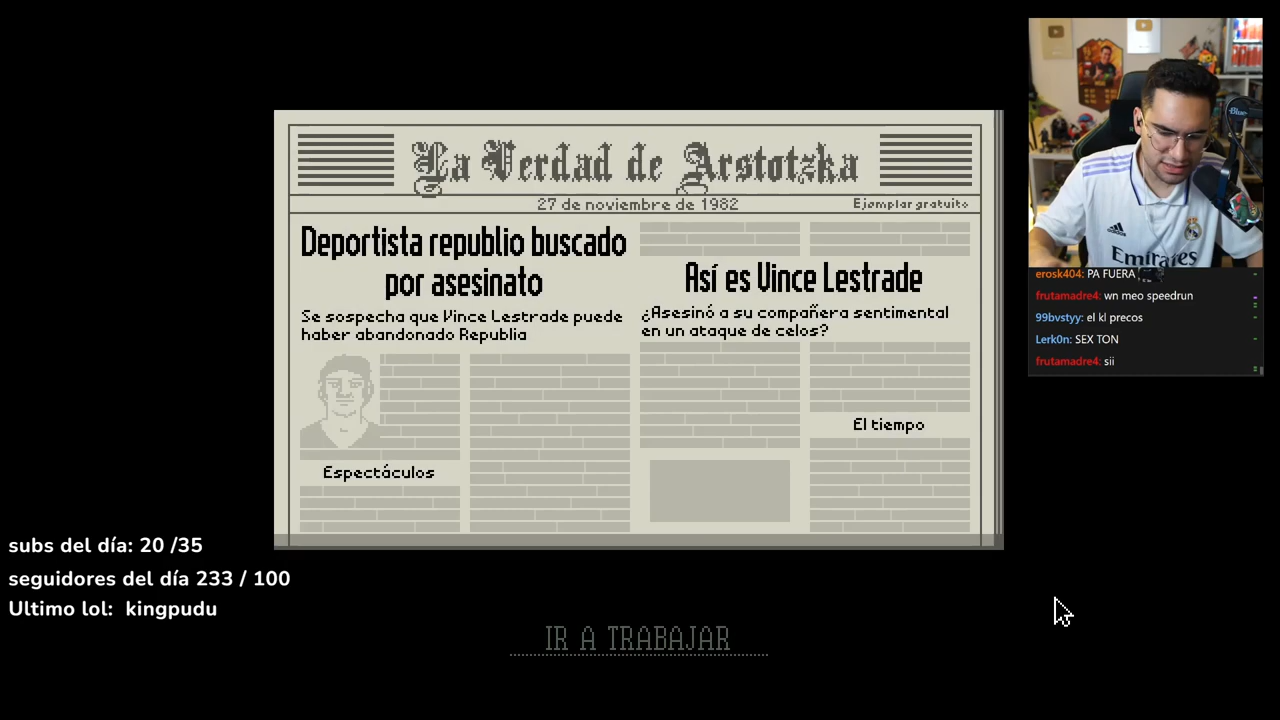 La Verdad de Arstotzka
27 de noviembre de 1982
Ejemplar gratuito
Deportista republio buscado
por asesinato
Se sospecha que Vince Lestrade puede
haber abandonado Republia
Espectáculos
Así es Vince Lestrade
¿Asesinó a su compañera sentimental
en un ataque de celos?
El tiempo
IR A TRABAJAR
subs del día: 20 /35
seguidores del día 233 / 100
Ultimo lol: kingpudu
Emirates
erosk404: PA FUERA
frutamadre4: wn meo speedrun
99bvstyy: el kl precos
Lerk0n: SEX TON
frutamadre4: sii